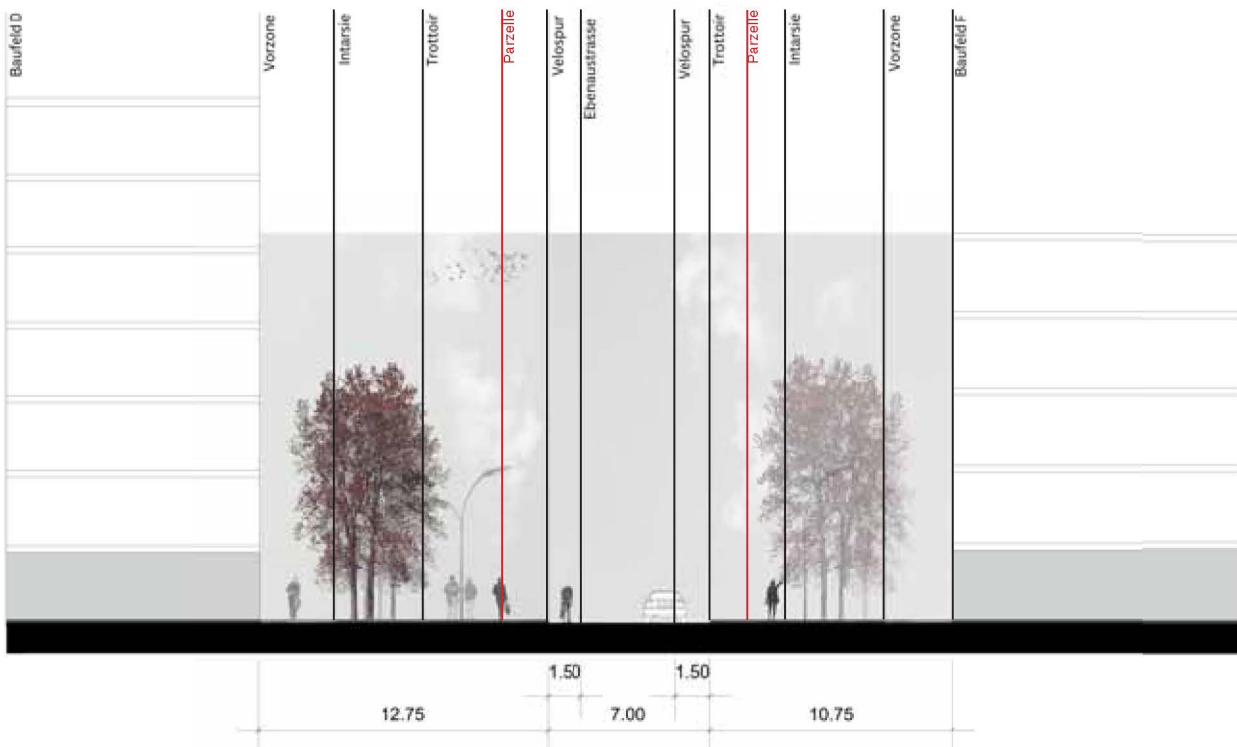 Baufeld D
Vorzone
Intarsie
Trottoir
Parzelle
Velospur
Ebenaustrasse
Velospur
Trottoir
Parzelle
Intarsie
Vorzone
Baufeld F
1.50
1.50
12.75
7.00
10.75